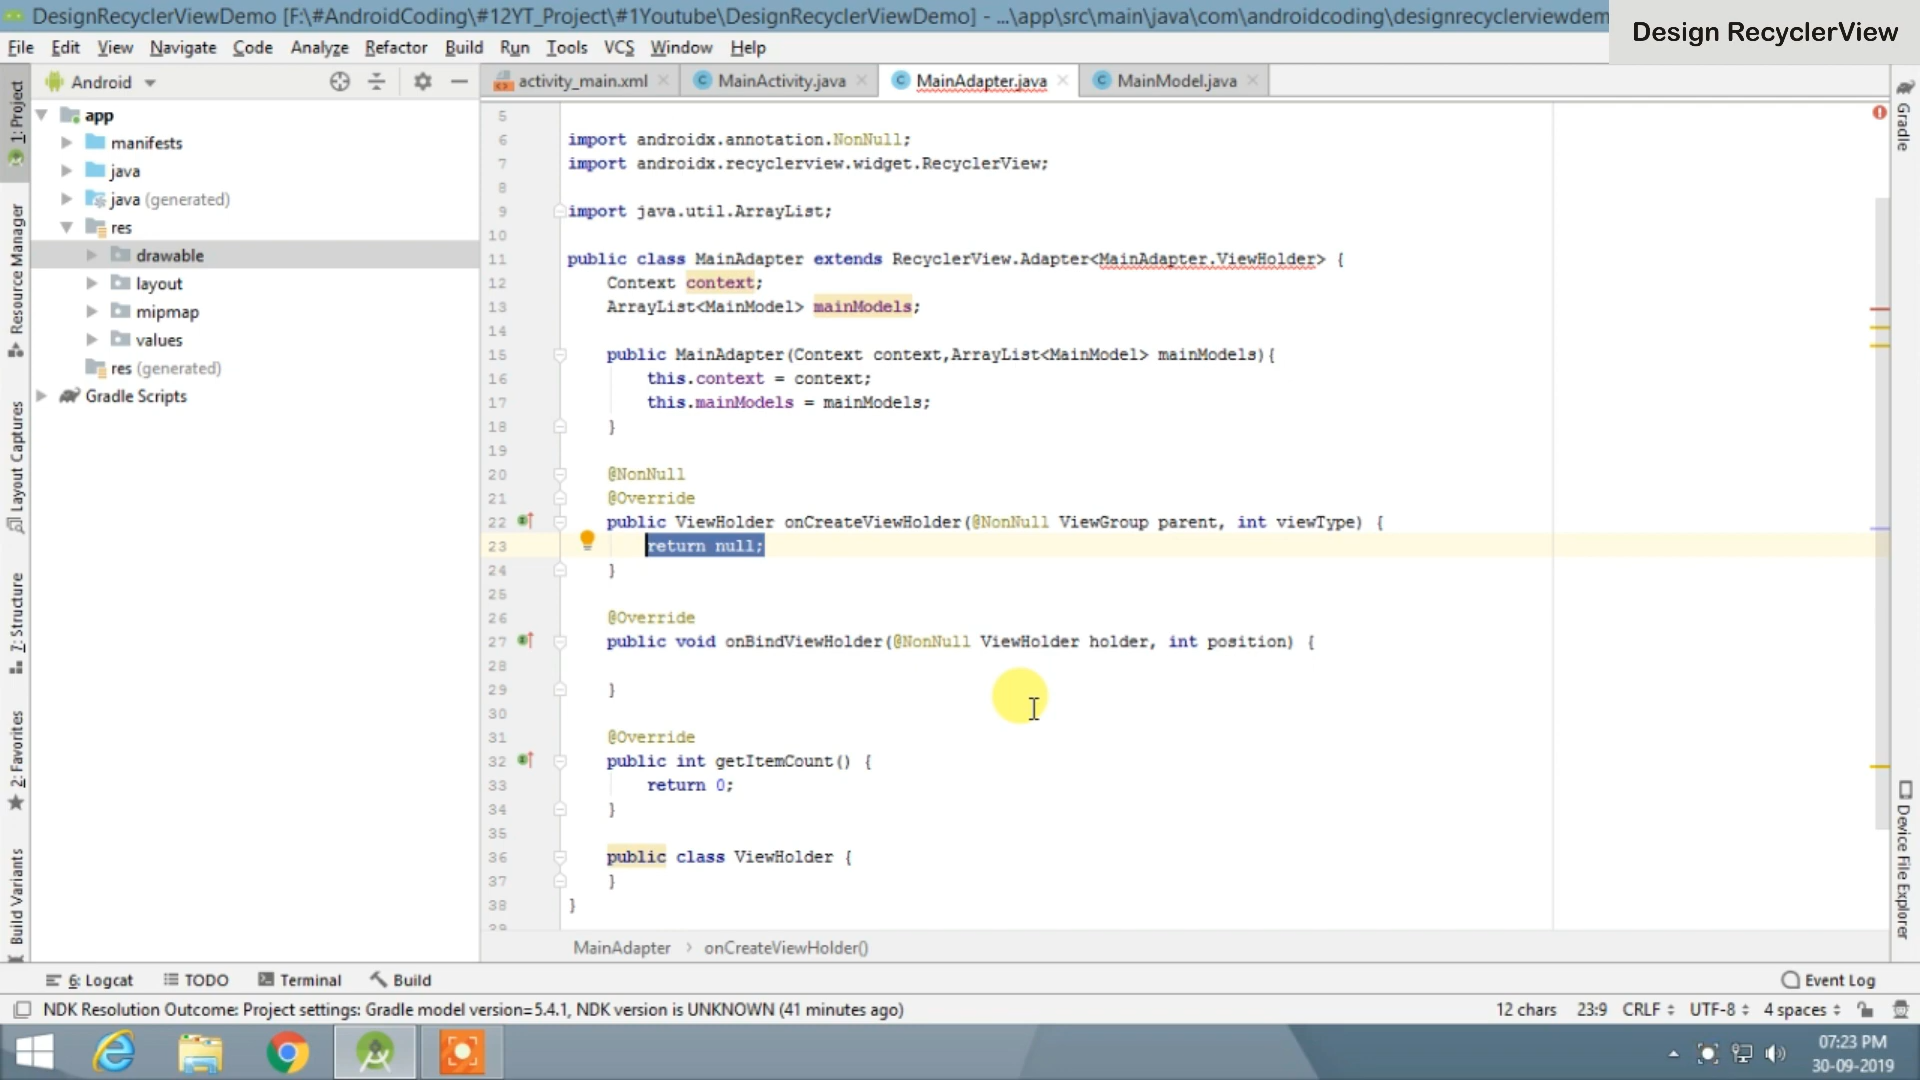 DesignRecyclerViewDemo [F:\#AndroidCoding\#12YT_Project\#1Youtube\DesignRecyclerViewDemo] - ...\app\src\main\java\com\androidcoding\designrecyclerviewdem
Design RecyclerView
File Edit View Navigate Code Analyze Refactor Build Run Tools VCS Window Help
Android
activity_main.xml
MainActivity.java
MainAdapter.java
MainModel.java
app
manifests
java
java (generated)
res
drawable
layout
mipmap
values
res (generated)
Gradle Scripts
1: Project
Resource Manager
Layout Captures
7: Structure
2: Favorites
Build Variants
5
6 import androidx.annotation.NonNull;
7 import androidx.recyclerview.widget.RecyclerView;
8
9 import java.util.ArrayList;
10
11 public class MainAdapter extends RecyclerView.Adapter<MainAdapter.ViewHolder> {
12 Context context;
13 ArrayList<MainModel> mainModels;
14
15 public MainAdapter(Context context,ArrayList<MainModel> mainModels){
16 this.context = context;
17 this.mainModels = mainModels;
18 }
19
20 @NonNull
21 @Override
22 public ViewHolder onCreateViewHolder(@NonNull ViewGroup parent, int viewType) {
23 return null;
24 }
25
26 @Override
27 public void onBindViewHolder(@NonNull ViewHolder holder, int position) {
28
29 }
30
31 @Override
32 public int getItemCount() {
33 return 0;
34 }
35
36 public class ViewHolder {
37 }
38 }
MainAdapter › onCreateViewHolder()
Gradle
Device File Explorer
6: Logcat TODO Terminal Build
Event Log
NDK Resolution Outcome: Project settings: Gradle model version=5.4.1, NDK version is UNKNOWN (41 minutes ago)
12 chars 23:9 CRLF UTF-8 4 spaces
07:23 PM
30-09-2019